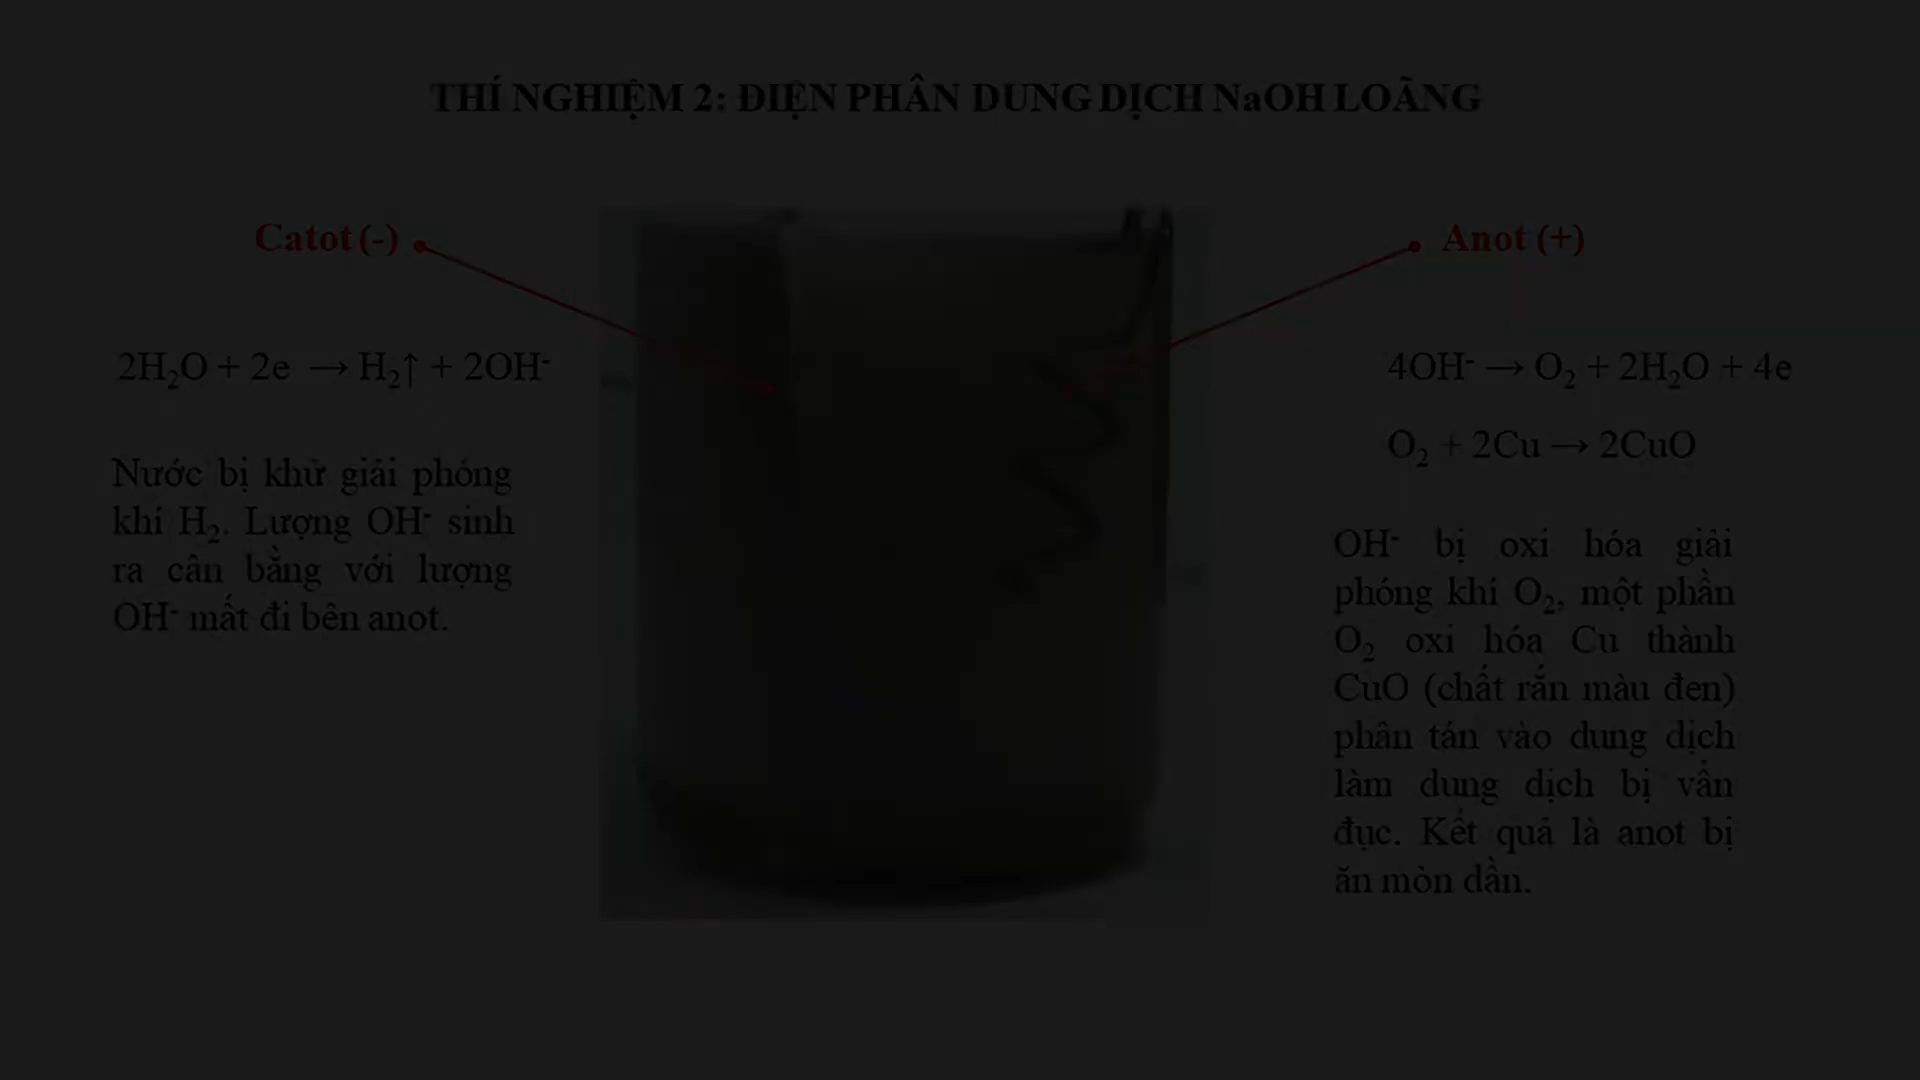 THÍ NGHIỆM 2: ĐIỆN PHÂN DUNG DỊCH NaOH LOÃNG
Catot (-)
2H₂O + 2e → H₂↑ + 2OH⁻
Nước bị khử giải phóng
khí H₂. Lượng OH⁻ sinh
ra cân bằng với lượng
OH⁻ mất đi bên anot.
Anot (+)
4OH⁻ → O₂ + 2H₂O + 4e
O₂ + 2Cu → 2CuO
OH⁻ bị oxi hóa giải
phóng khí O₂, một phần
O₂ oxi hóa Cu thành
CuO (chất rắn màu đen)
phân tán vào dung dịch
làm dung dịch bị vẩn
đục. Kết quả là anot bị
ăn mòn dần.